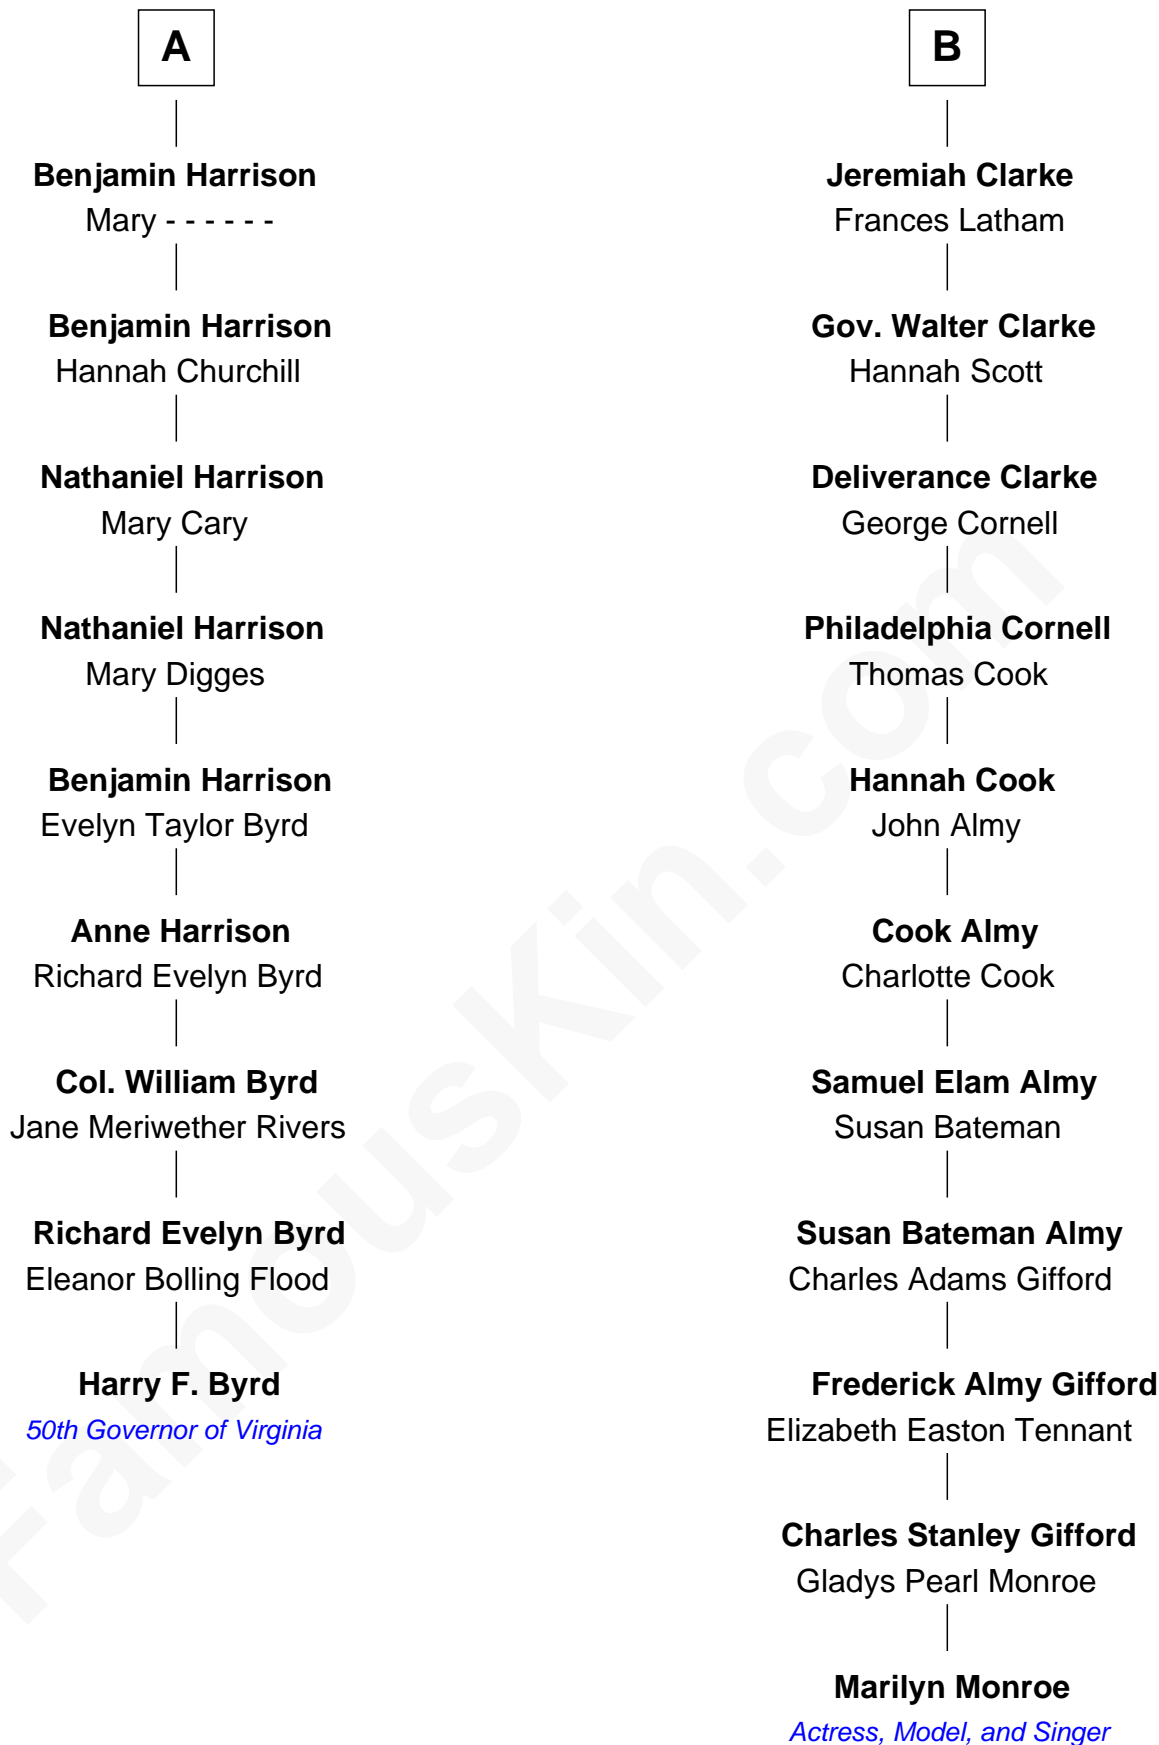 A
Benjamin Harrison
Mary - - - - - -
Benjamin Harrison
Hannah Churchill
Nathaniel Harrison
Mary Cary
Nathaniel Harrison
Mary Digges
Benjamin Harrison
Evelyn Taylor Byrd
Anne Harrison
Richard Evelyn Byrd
Col. William Byrd
Jane Meriwether Rivers
Richard Evelyn Byrd
Eleanor Bolling Flood
Harry F. Byrd
50th Governor of Virginia
B
Jeremiah Clarke
Frances Latham
Gov. Walter Clarke
Hannah Scott
Deliverance Clarke
George Cornell
Philadelphia Cornell
Thomas Cook
Hannah Cook
John Almy
Cook Almy
Charlotte Cook
Samuel Elam Almy
Susan Bateman
Susan Bateman Almy
Charles Adams Gifford
Frederick Almy Gifford
Elizabeth Easton Tennant
Charles Stanley Gifford
Gladys Pearl Monroe
Marilyn Monroe
Actress, Model, and Singer
FamousKin.com